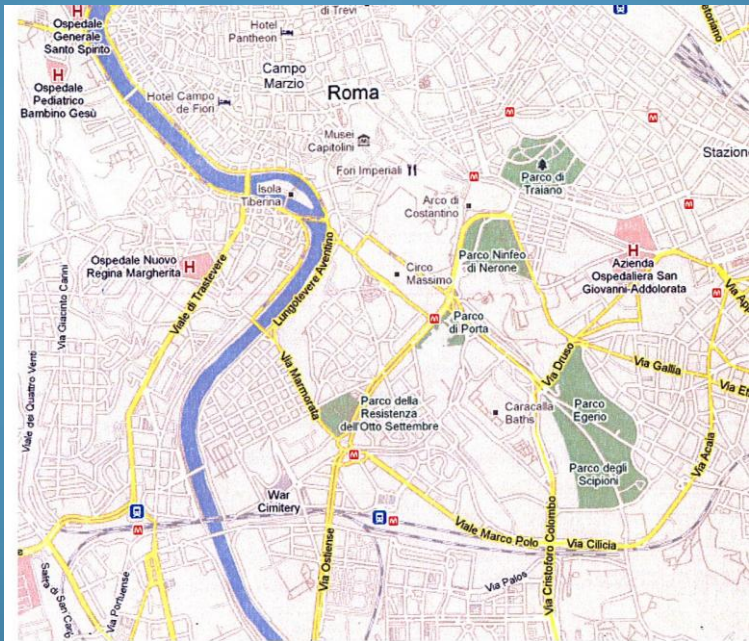 Ospedale
Generale
Santo Spirito
Hotel
Pantheon
di Trevi
Ospedale
Pediatrico
Bambino Gesù
Campo
Marzio
Roma
Hotel Campo
de Fiori
Musei
Capitolini
Fori Imperiali
Parco di
Traiano
Stazione
Isola
Tiberina
Arco di
Costantino
Ospedale Nuovo
Regina Margherita
Circo
Massimo
Parco Ninfeo
di Nerone
Azienda
Ospedaliera San
Giovanni-Addolorata
Via Giacinto Carini
Viale di Trastevere
Lungotevere Aventino
Parco
di Porta
Via Druso
Via Gallia
Viale dei Quattro Venti
Via Marmorata
Parco della
Resistenza
dell'Otto Settembre
Caracalla
Baths
Parco
Egerio
Parco degli
Scipioni
Via Acaia
War
Cimitery
Viale Marco Polo
Via Cilicia
Via Ostiense
Via Cristoforo Colombo
Via Palos
Via Portuense
H
H
H
H
M
M
M
M
M
M
M
M
M